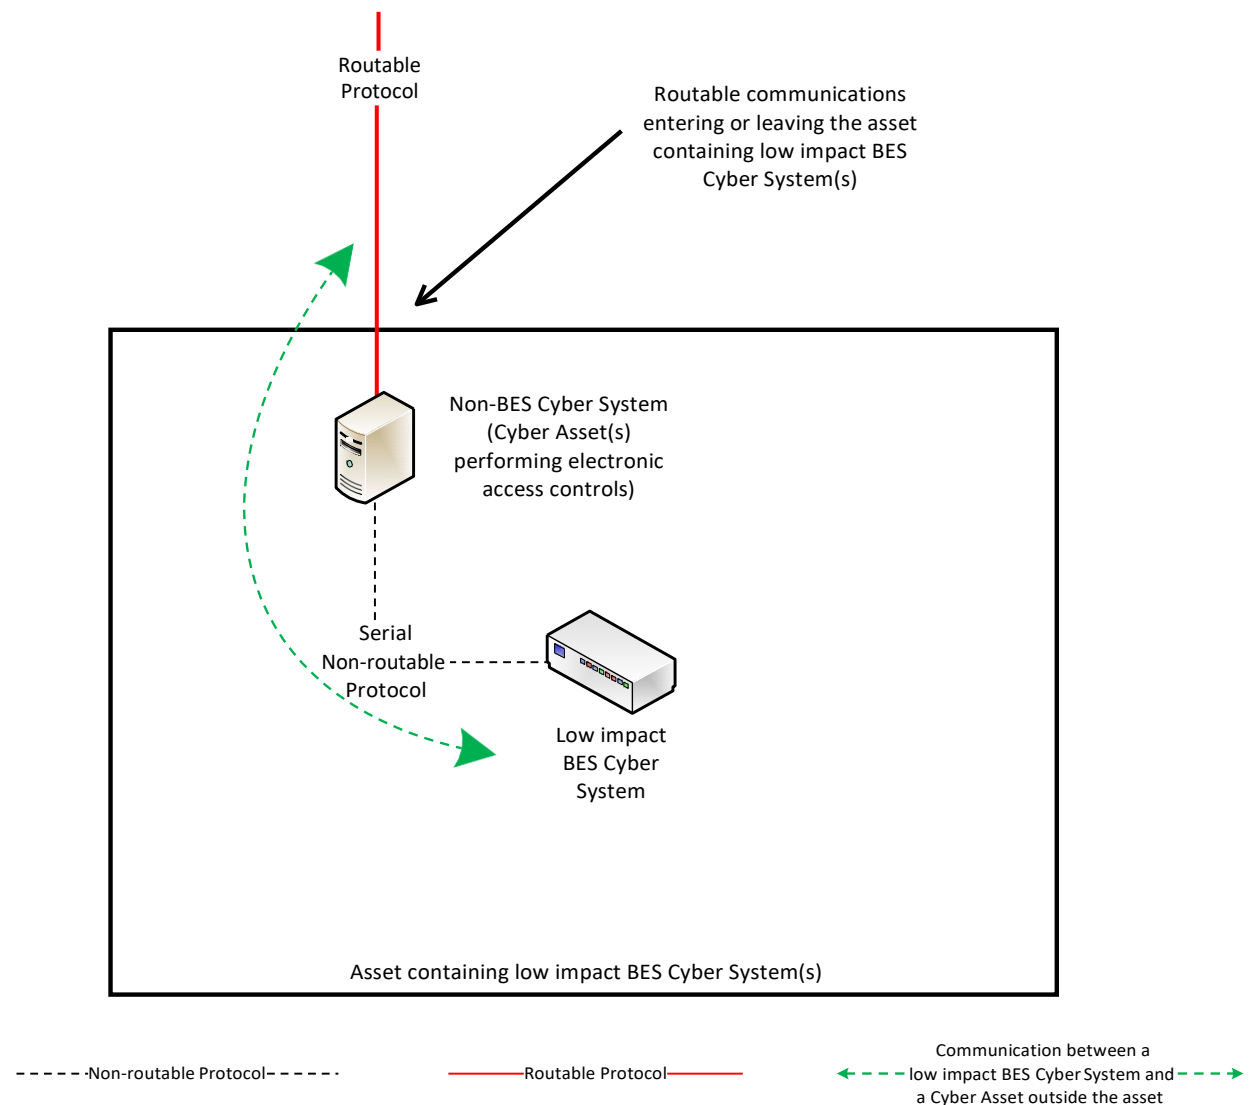 Routable
Protocol
Routable communications
entering or leaving the asset
containing low impact BES
Cyber System(s)
Non-BES Cyber System
(Cyber Asset(s)
performing electronic
access controls)
Serial
Non-routable
Protocol
Low impact
BES Cyber
System
Asset containing low impact BES Cyber System(s)
Non-routable Protocol
Routable Protocol
Communication between a
low impact BES Cyber System and
a Cyber Asset outside the asset